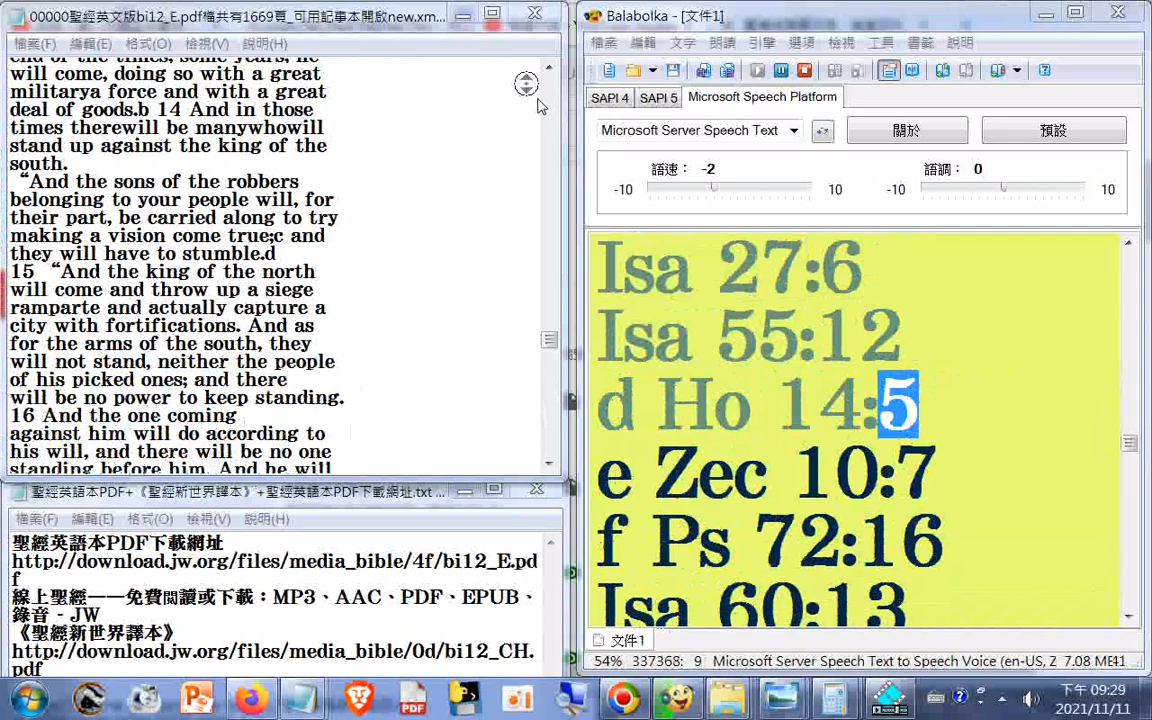 00000聖經英文版bi12_E.pdf檔共有1669頁_可用記事本開啟new.xm...
檔案(F) 編輯(E) 格式(O) 檢視(V) 說明(H)
end of the times, some years, he
will come, doing so with a great
militarya force and with a great
deal of goods.b 14 And in those
times therewill be manywhowill
stand up against the king of the
south.
“And the sons of the robbers
belonging to your people will, for
their part, be carried along to try
making a vision come true;c and
they will have to stumble.d
15 “And the king of the north
will come and throw up a siege
ramparte and actually capture a
city with fortifications. And as
for the arms of the south, they
will not stand, neither the people
of his picked ones; and there
will be no power to keep standing.
16 And the one coming
against him will do according to
his will, and there will be no one
standing before him. And he will
聖經英語本PDF+《聖經新世界譯本》+聖經英語本PDF下載網址.txt ...
檔案(F) 編輯(E) 格式(O) 檢視(V) 說明(H)
聖經英語本PDF下載網址
http://download.jw.org/files/media_bible/4f/bi12_E.pd
f
線上聖經——免費閱讀或下載：MP3、AAC、PDF、EPUB、
錄音 - JW
《聖經新世界譯本》
http://download.jw.org/files/media_bible/0d/bi12_CH.
pdf
Balabolka - [文件1]
檔案 編輯 文字 朗讀 引擎 選項 檢視 工具 書籤 說明
SAPI 4 SAPI 5 Microsoft Speech Platform
Microsoft Server Speech Text 關於 預設
語速： -2 語調： 0
-10 10 -10 10
Isa 27:6
Isa 55:12
d Ho 14:5
e Zec 10:7
f Ps 72:16
Isa 60:13
文件1
54% 337368: 9 Microsoft Server Speech Text to Speech Voice (en-US, Z 7.08 ME41
PDF
下午 09:29
2021/11/11